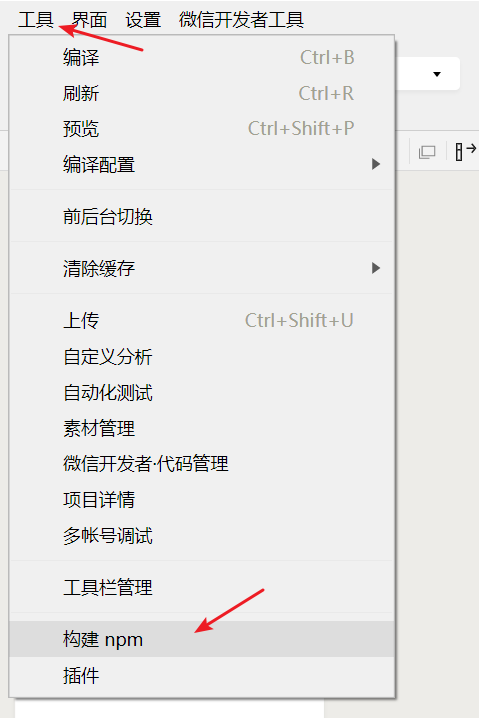 工具 界面 设置 微信开发者工具
编译 Ctrl+B
刷新 Ctrl+R
预览 Ctrl+Shift+P
编译配置
前后台切换
清除缓存
上传 Ctrl+Shift+U
自定义分析
自动化测试
素材管理
微信开发者·代码管理
项目详情
多帐号调试
工具栏管理
构建 npm
插件